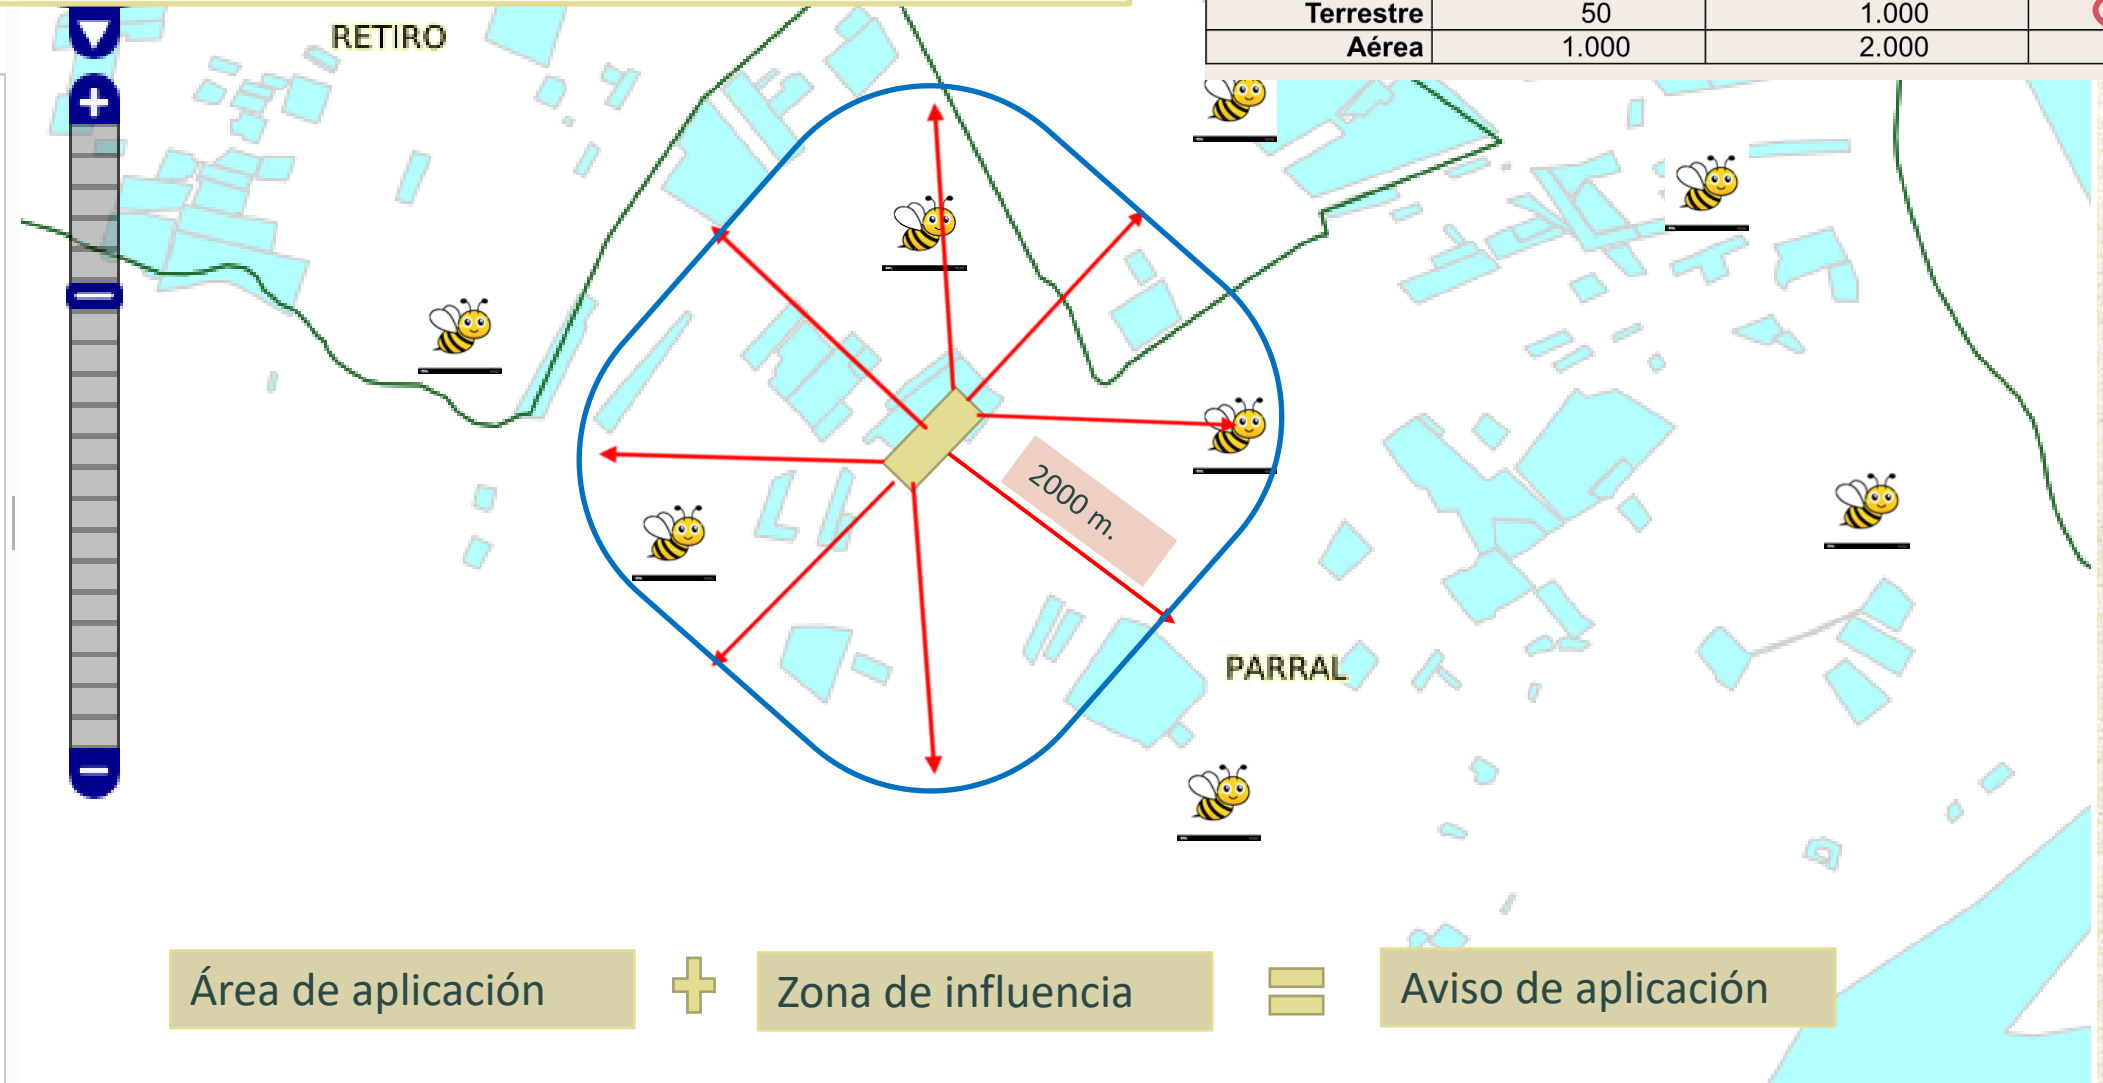 Terrestre 50 1.000
Aérea 1.000 2.000
RETIRO
2000 m.
PARRAL
Área de aplicación + Zona de influencia = Aviso de aplicación